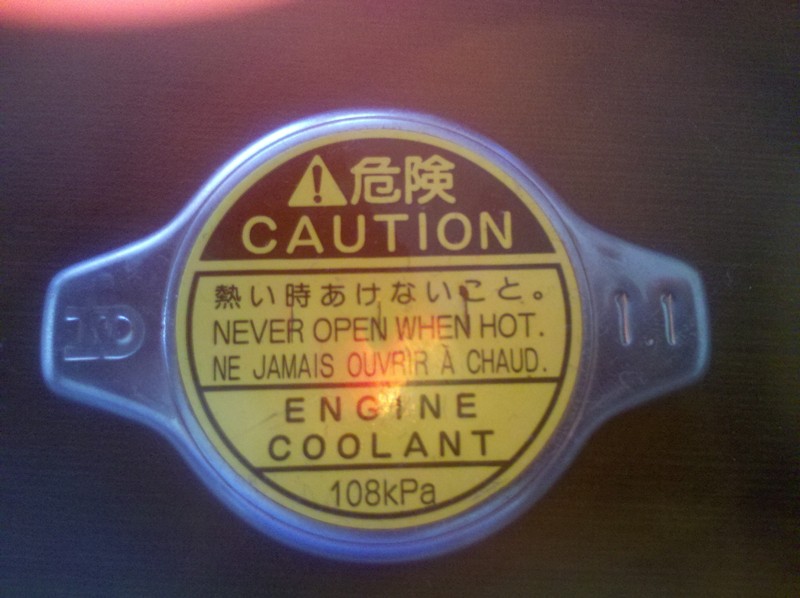 危険
CAUTION
熱い時あけないこと。
NEVER OPEN WHEN HOT.
NE JAMAIS OUVRIR À CHAUD.
ENGINE
COOLANT
108kPa
1.1